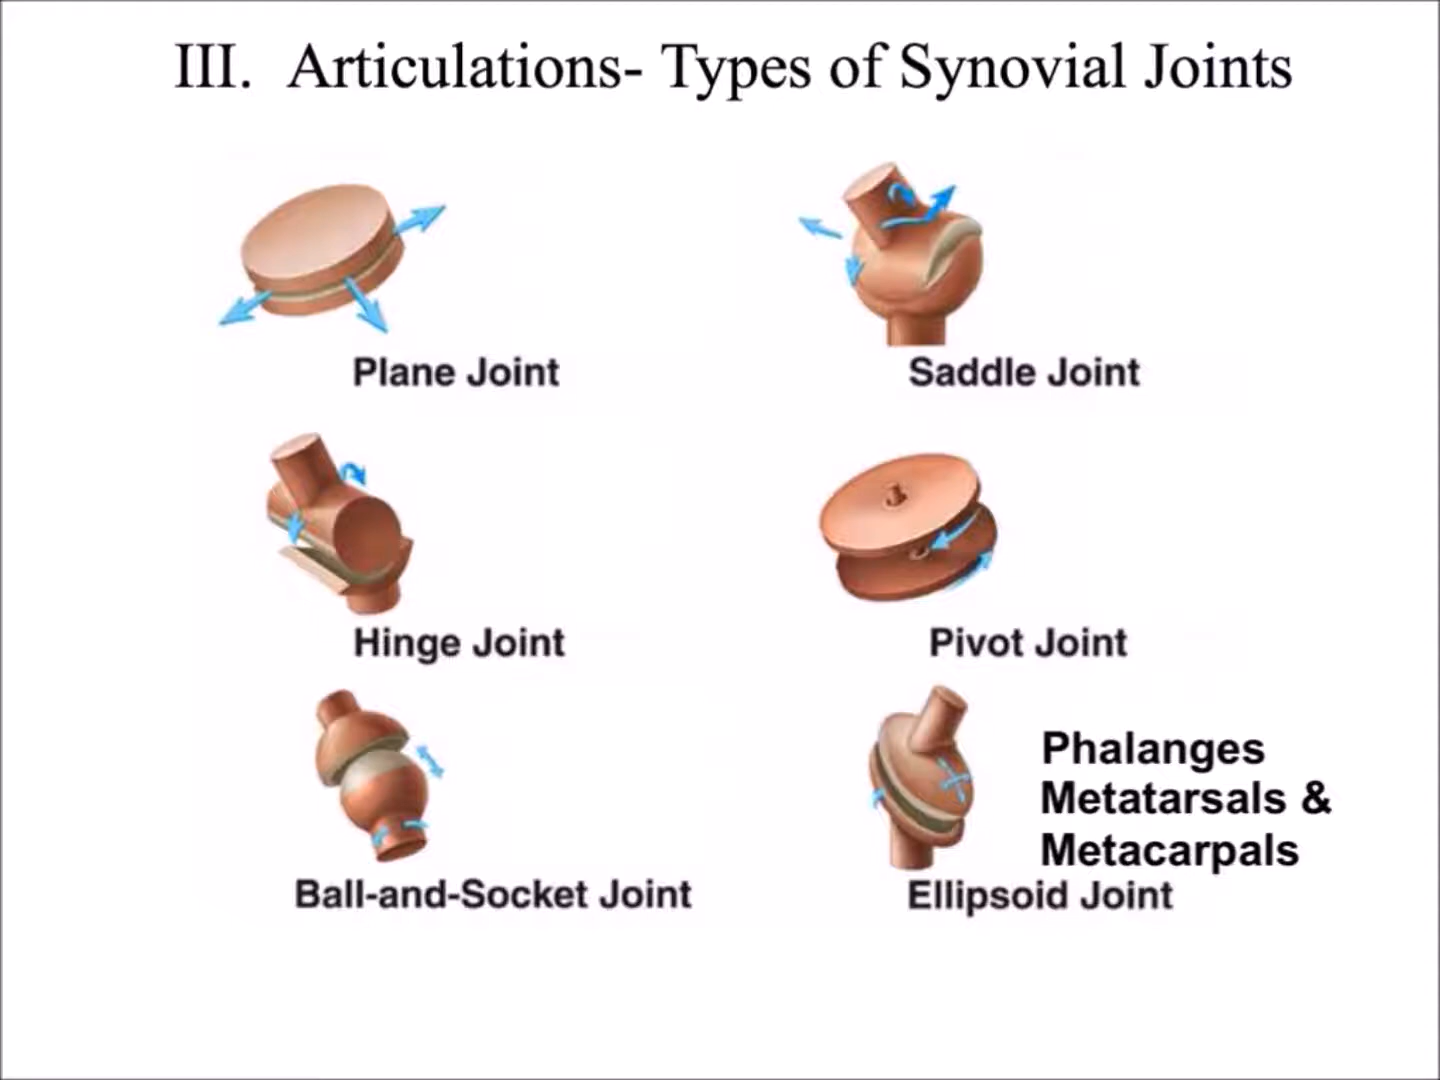 III. Articulations- Types of Synovial Joints
Plane Joint
Saddle Joint
Hinge Joint
Pivot Joint
Ball-and-Socket Joint
Phalanges
Metatarsals &
Metacarpals
Ellipsoid Joint